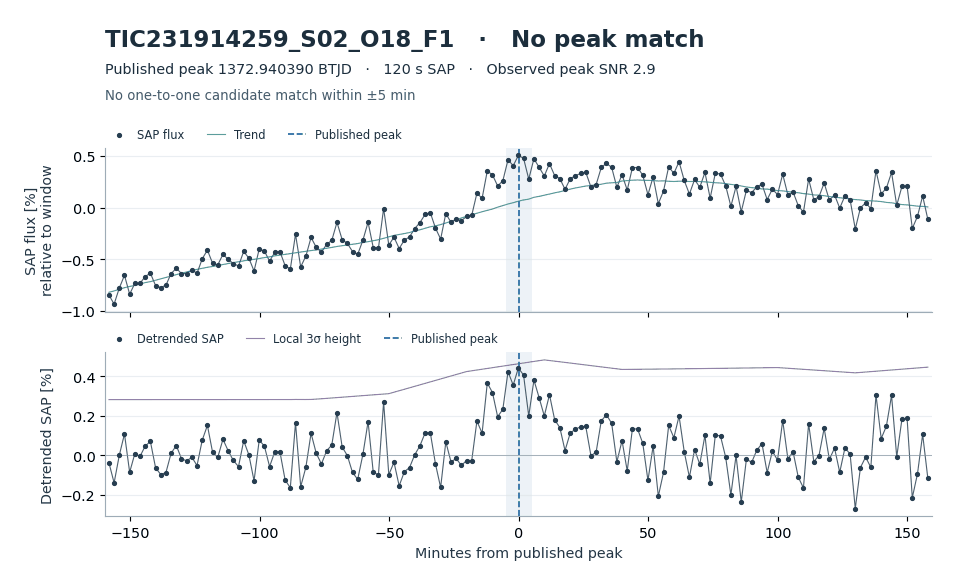 TIC231914259_S02_O18_F1 · No peak match
Published peak 1372.940390 BTJD · 120 s SAP · Observed peak SNR 2.9
No one-to-one candidate match within ±5 min
SAP flux Trend Published peak
SAP flux [%]
relative to window
0.5
0.0
−0.5
−1.0
Detrended SAP Local 3σ height Published peak
Detrended SAP [%]
0.4
0.2
0.0
−0.2
−150 −100 −50 0 50 100 150
Minutes from published peak